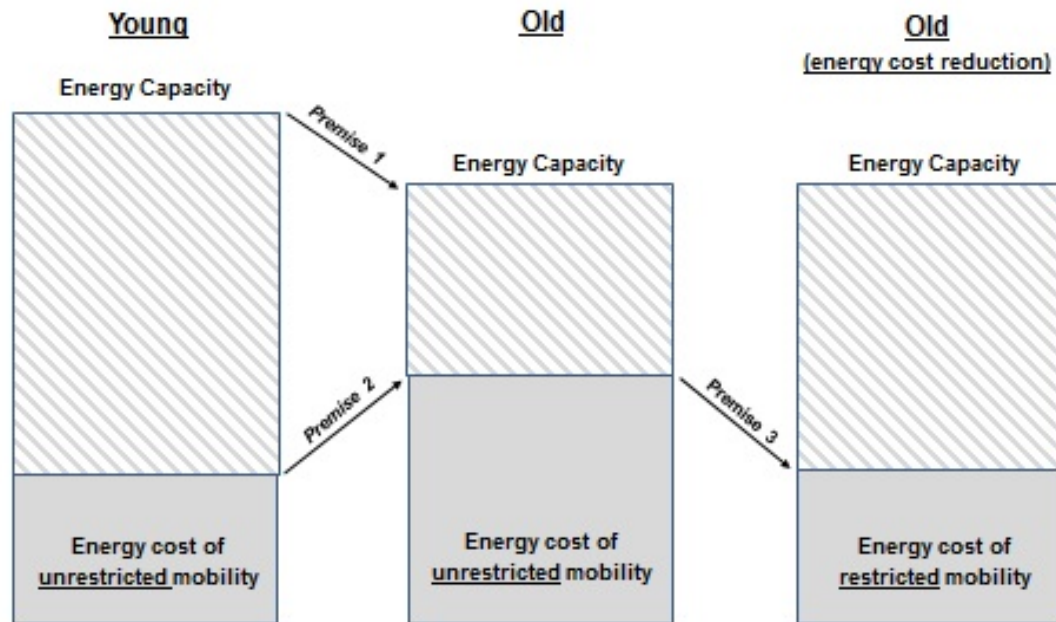 Young
Old
Old
(energy cost reduction)
Energy Capacity
Premise 1
Energy Capacity
Energy Capacity
Premise 2
Premise 3
Energy cost of
unrestricted mobility
Energy cost of
unrestricted mobility
Energy cost of
restricted mobility